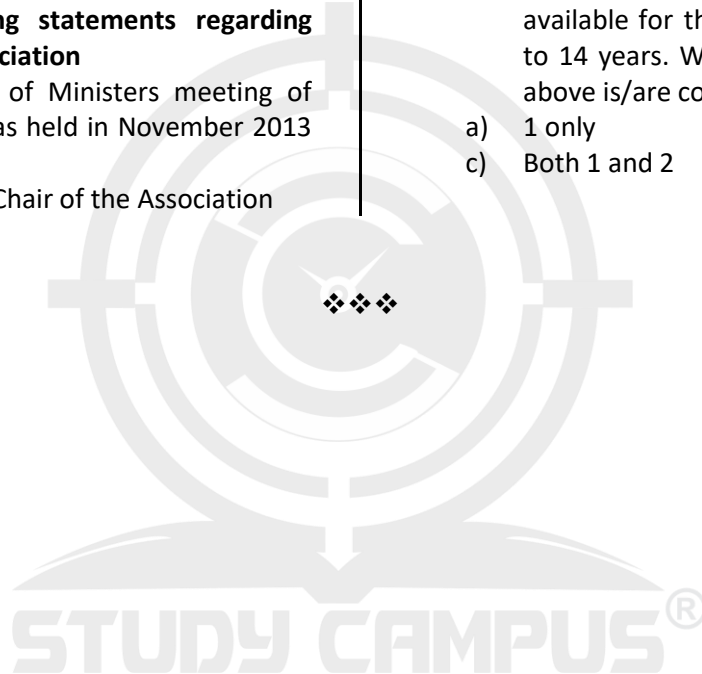 ng statements regarding
ciation
of Ministers meeting of
as held in November 2013
Chair of the Association
available for th
to 14 years. W
above is/are co
a) 1 only
c) Both 1 and 2
❖❖❖
STUDY CAMPUS®